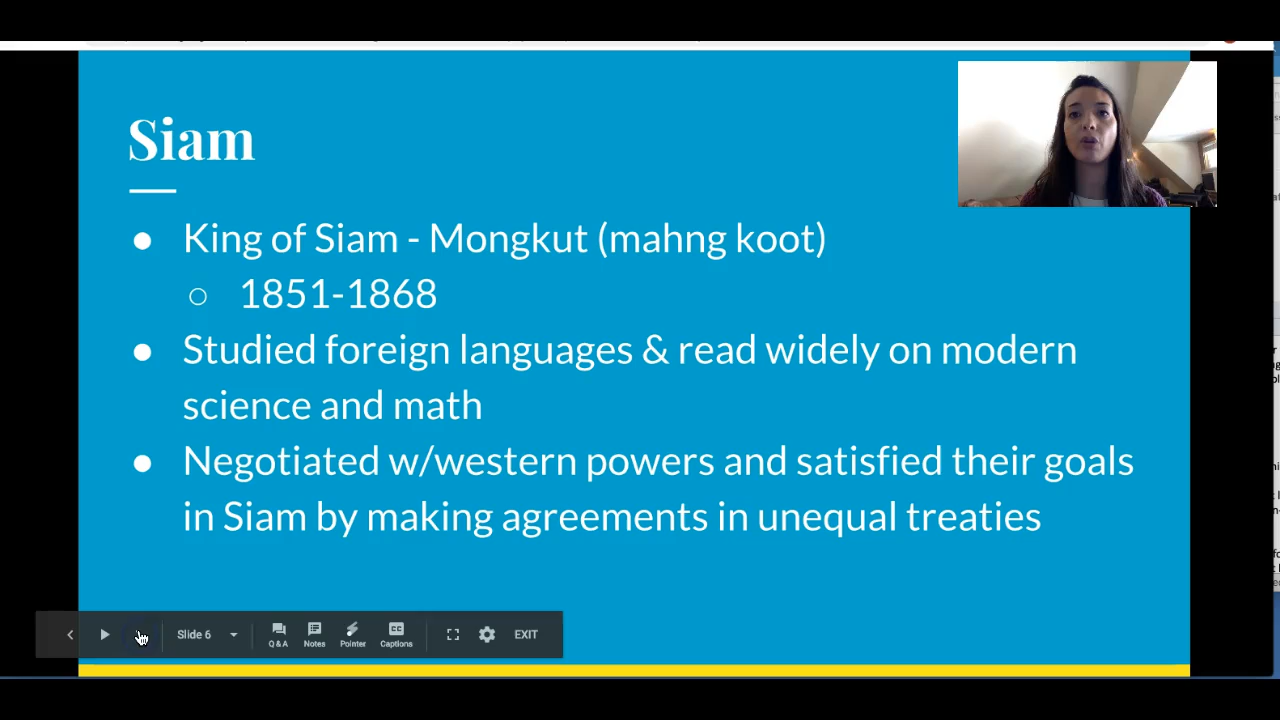 Siam
● King of Siam - Mongkut (mahng koot)
○ 1851-1868
● Studied foreign languages & read widely on modern
science and math
● Negotiated w/western powers and satisfied their goals
in Siam by making agreements in unequal treaties
Slide 6
Q & A
Notes
Pointer
CC
Captions
EXIT